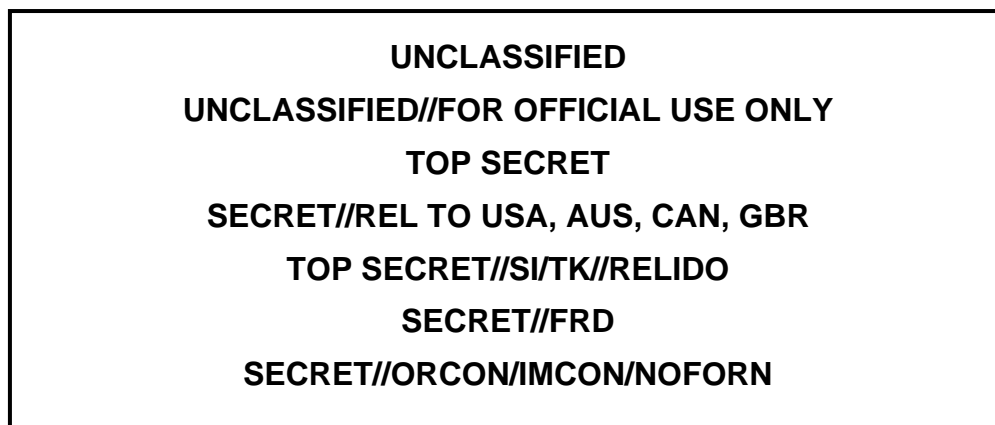 UNCLASSIFIED
UNCLASSIFIED//FOR OFFICIAL USE ONLY
TOP SECRET
SECRET//REL TO USA, AUS, CAN, GBR
TOP SECRET//SI/TK//RELIDO
SECRET//FRD
SECRET//ORCON/IMCON/NOFORN